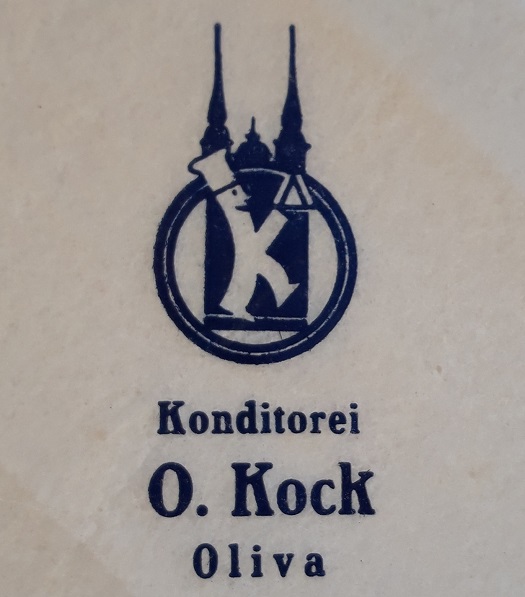 Konditorei
O. Kock
Oliva